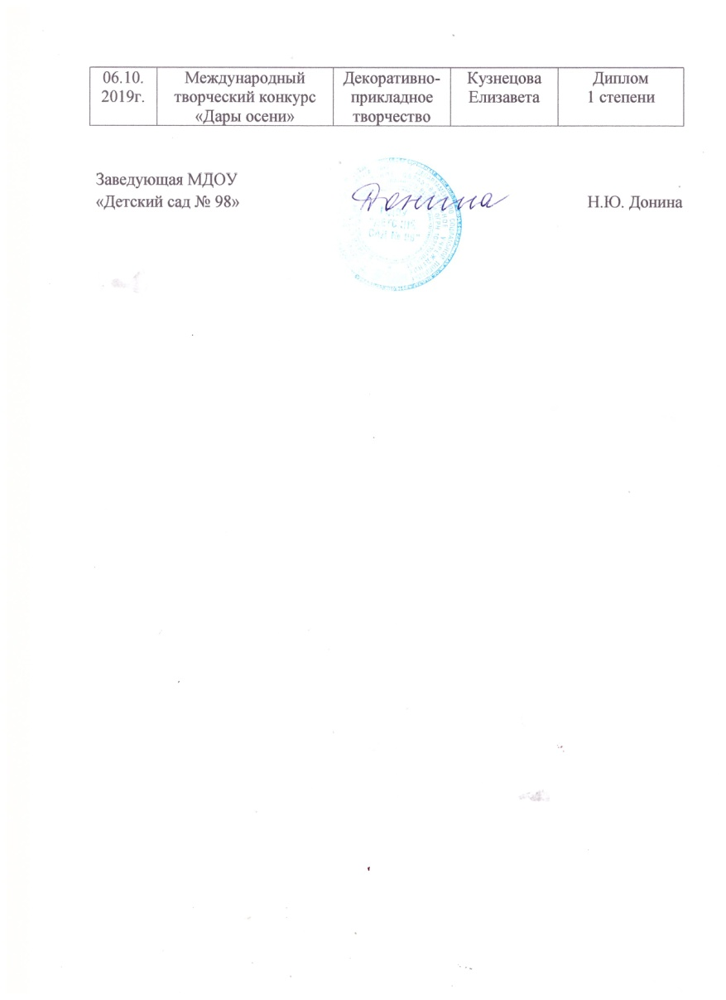 06.10.
2019г.
Международный
творческий конкурс
«Дары осени»
Декоративно-
прикладное
творчество
Кузнецова
Елизавета
Диплом
1 степени
Заведующая МДОУ
«Детский сад № 98»
Донина
Н.Ю. Донина